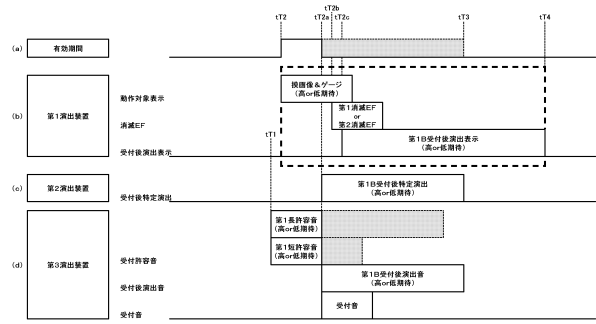 tT2b
tT2 tT2a tT2c tT3 tT4
(a) 有効期間
操画像＆ゲージ
(高or低期待)
動作対象表示
第1消滅EF
or
第2消滅EF
(b) 第1演出装置
消滅EF
第1B受付後演出表示
(高or低期待)
受付後演出表示
tT1
(c) 第2演出装置
第1B受付後特定演出
(高or低期待)
受付後特定演出
第1長許容音
(高or低期待)
第1短許容音
(高or低期待)
(d) 第3演出装置
受付許容音
第1B受付後演出音
(高or低期待)
受付後演出音
受付音
受付音